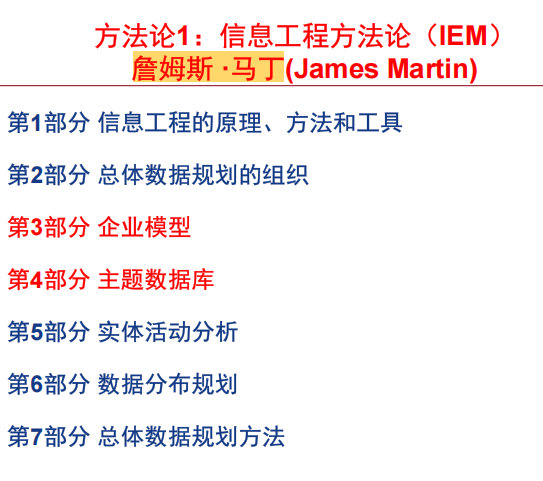 方法论1：信息工程方法论（IEM）
詹姆斯 ·马丁(James Martin)
第1部分 信息工程的原理、方法和工具
第2部分 总体数据规划的组织
第3部分 企业模型
第4部分 主题数据库
第5部分 实体活动分析
第6部分 数据分布规划
第7部分 总体数据规划方法